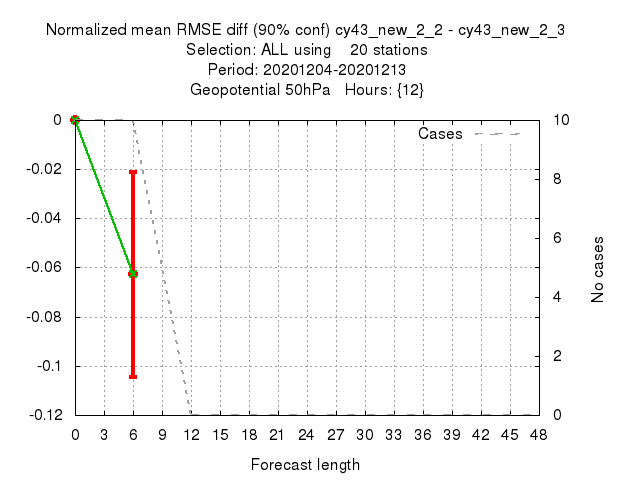 Normalized mean RMSE diff (90% conf) cy43_new_2_2 - cy43_new_2_3
Selection: ALL using    20 stations
Period: 20201204-20201213
Geopotential 50hPa   Hours: {12}
Cases
0
-0.02
-0.04
-0.06
-0.08
-0.1
-0.12
10
8
6
4
2
0
No cases
0 3 6 9 12 15 18 21 24 27 30 33 36 39 42 45 48
Forecast length